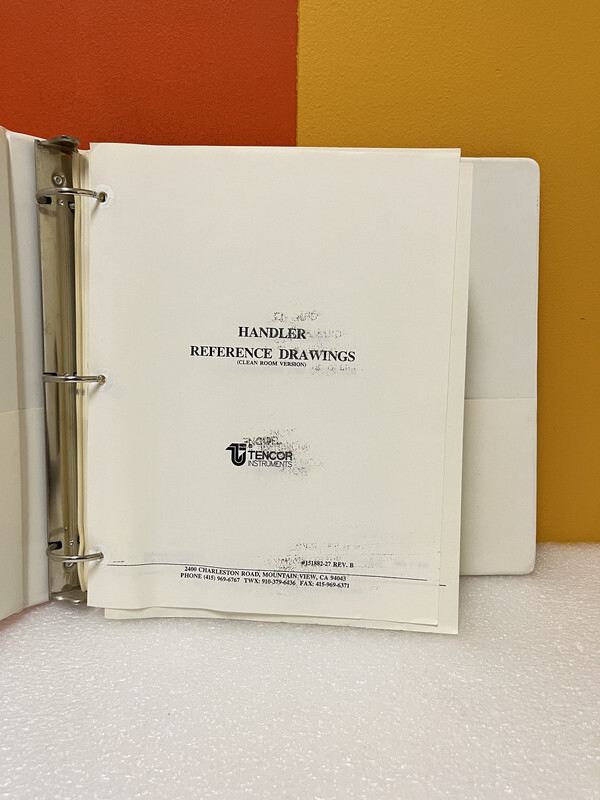 HANDLER
REFERENCE DRAWINGS
(CLEAN ROOM VERSION)
TENCOR
INSTRUMENTS
#151882-27 REV. B
2400 CHARLESTON ROAD, MOUNTAIN VIEW, CA 94043
PHONE (415) 969-6767 TWX: 910-379-6436 FAX: 415-969-6371